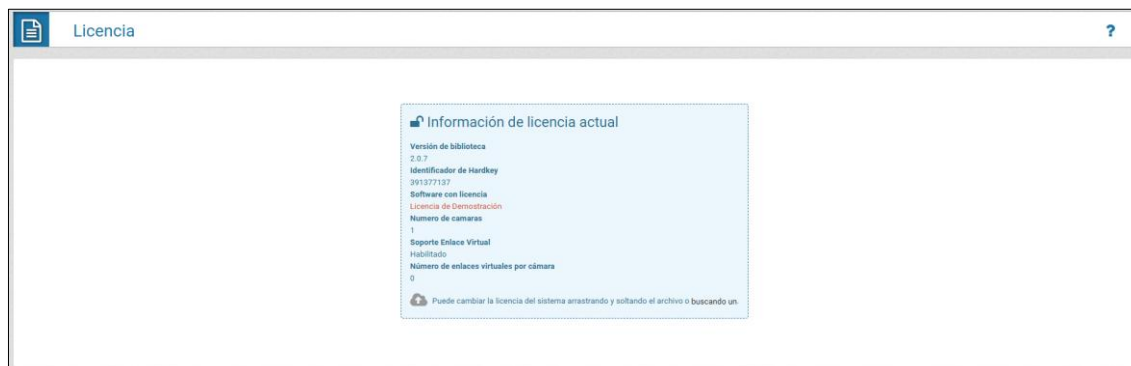 Licencia
?
Información de licencia actual
Versión de biblioteca
2.0.7
Identificador de Hardkey
391377137
Software con licencia
Licencia de Demostración
Numero de camaras
1
Soporte Enlace Virtual
Habilitado
Número de enlaces virtuales por cámara
0
Puede cambiar la licencia del sistema arrastrando y soltando el archivo o buscando un.